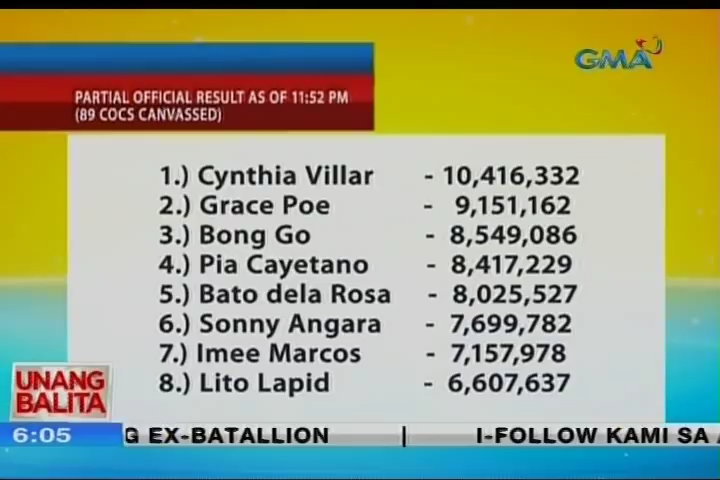 GMA
PARTIAL OFFICIAL RESULT AS OF 11:52 PM
(89 COCS CANVASSED)
1.) Cynthia Villar - 10,416,332
2.) Grace Poe - 9,151,162
3.) Bong Go - 8,549,086
4.) Pia Cayetano - 8,417,229
5.) Bato dela Rosa - 8,025,527
6.) Sonny Angara - 7,699,782
7.) Imee Marcos - 7,157,978
8.) Lito Lapid - 6,607,637
UNANG
BALITA
6:05 G EX-BATALLION | I-FOLLOW KAMI SA A